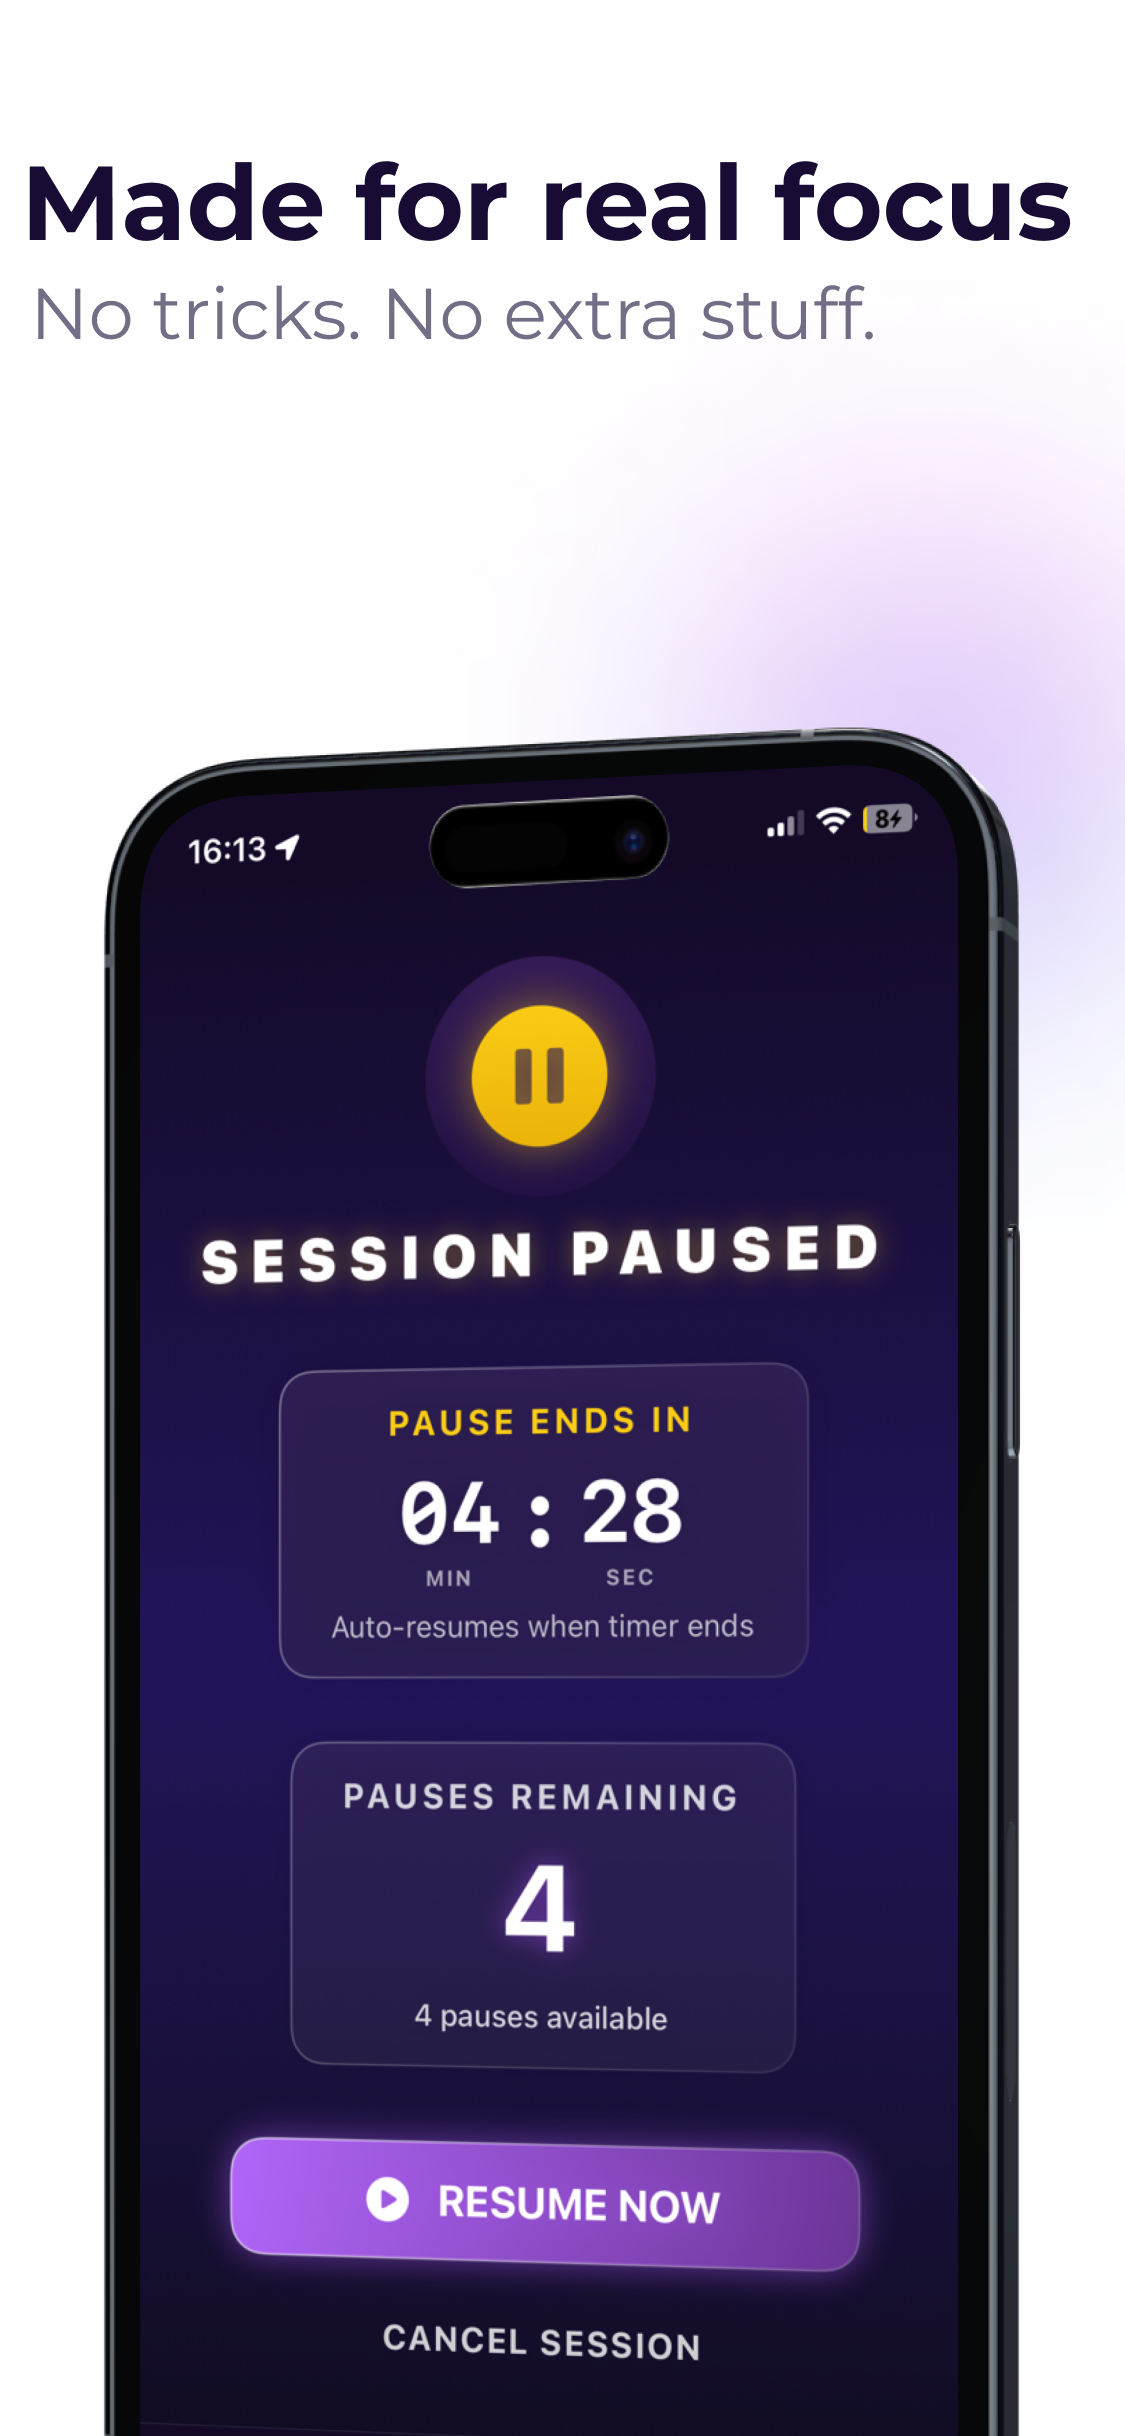 Made for real focus
No tricks. No extra stuff.
16:13
8
SESSION PAUSED
PAUSE ENDS IN
04 : 28
MIN SEC
Auto-resumes when timer ends
PAUSES REMAINING
4
4 pauses available
RESUME NOW
CANCEL SESSION